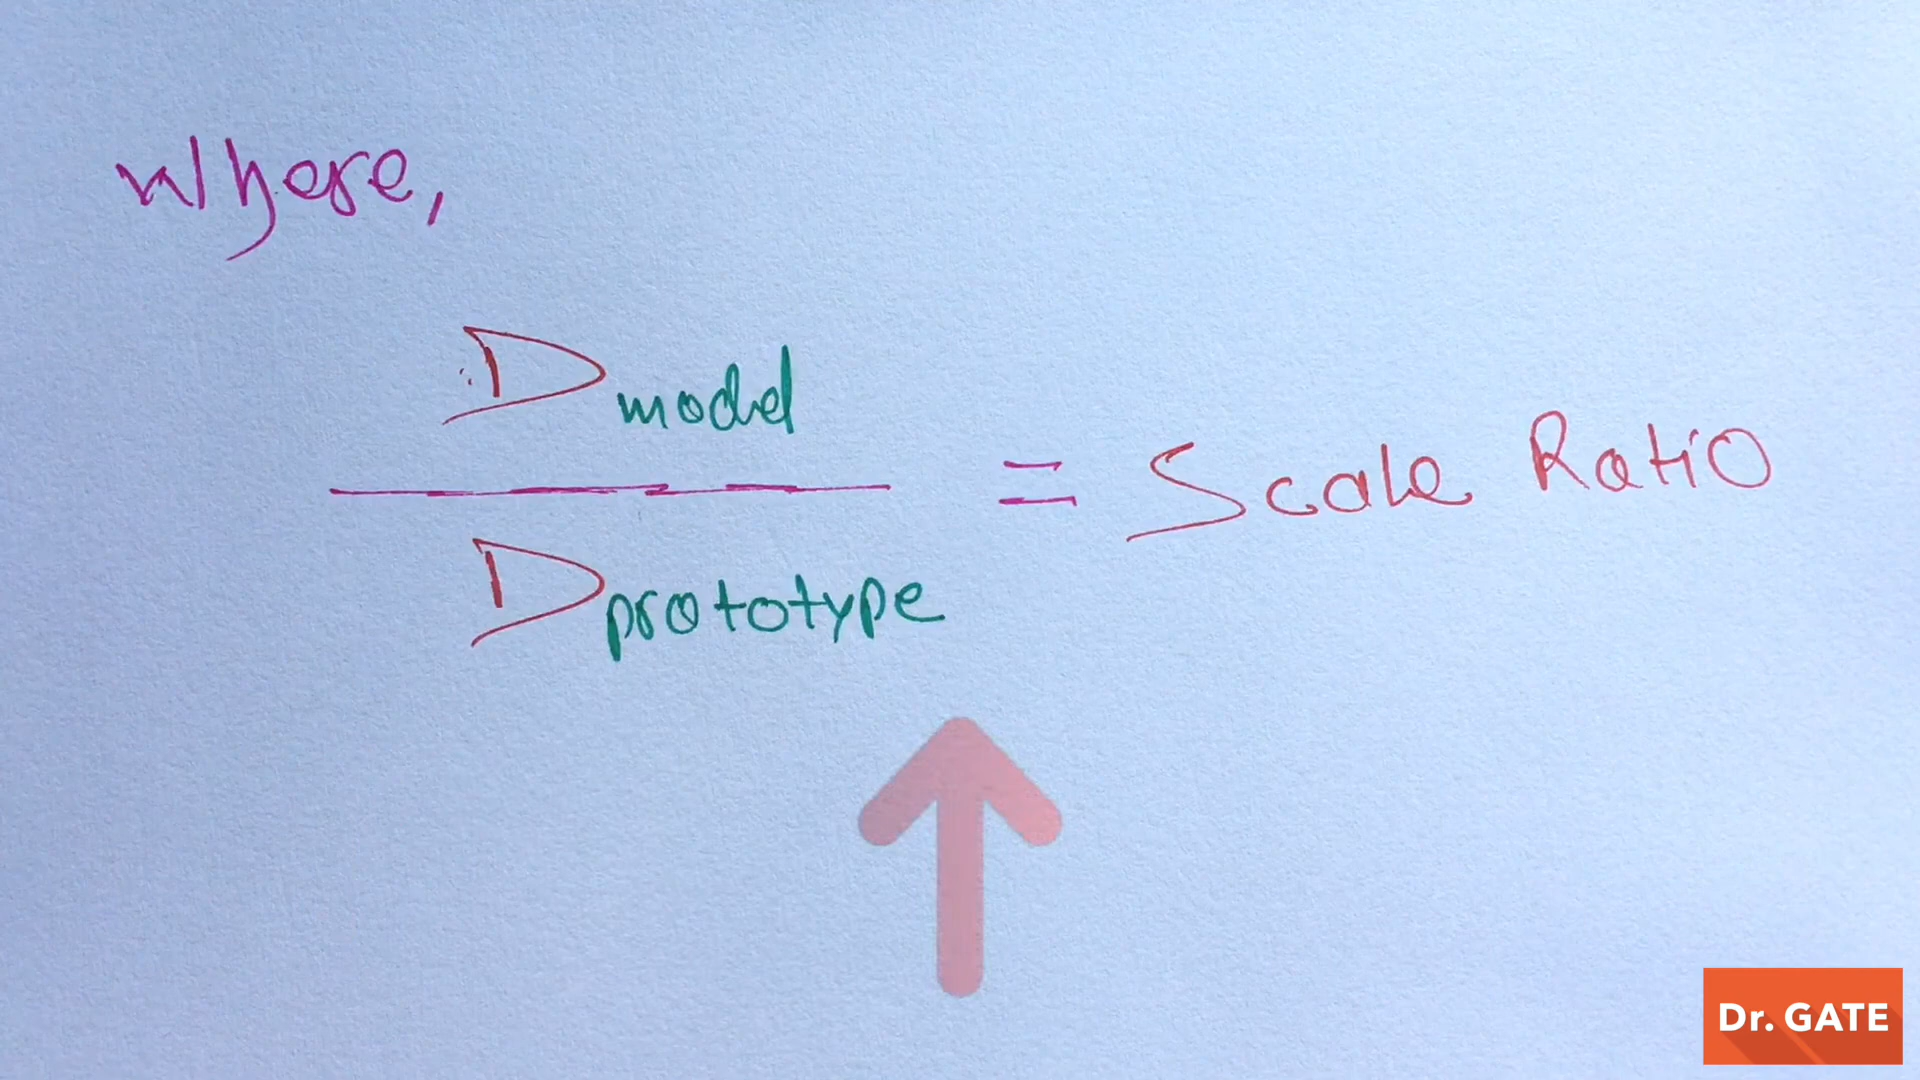 where,
Dmodel
= Scale Ratio
Dprototype
Dr. GATE